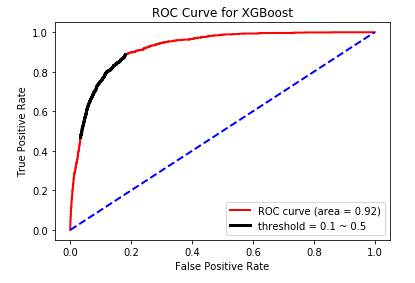 ROC Curve for XGBoost
True Positive Rate
1.0
0.8
0.6
0.4
0.2
0.0
ROC curve (area = 0.92)
threshold = 0.1 ~ 0.5
0.0 0.2 0.4 0.6 0.8 1.0
False Positive Rate